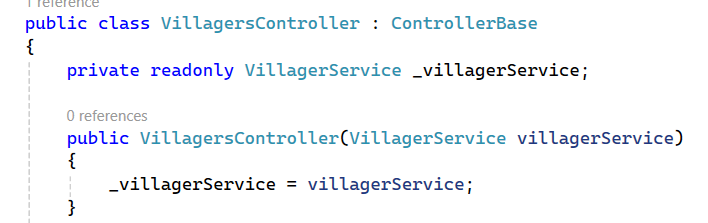 1 reference
public class VillagersController : ControllerBase
{
private readonly VillagerService _villagerService;
0 references
public VillagersController(VillagerService villagerService)
{
_villagerService = villagerService;
}